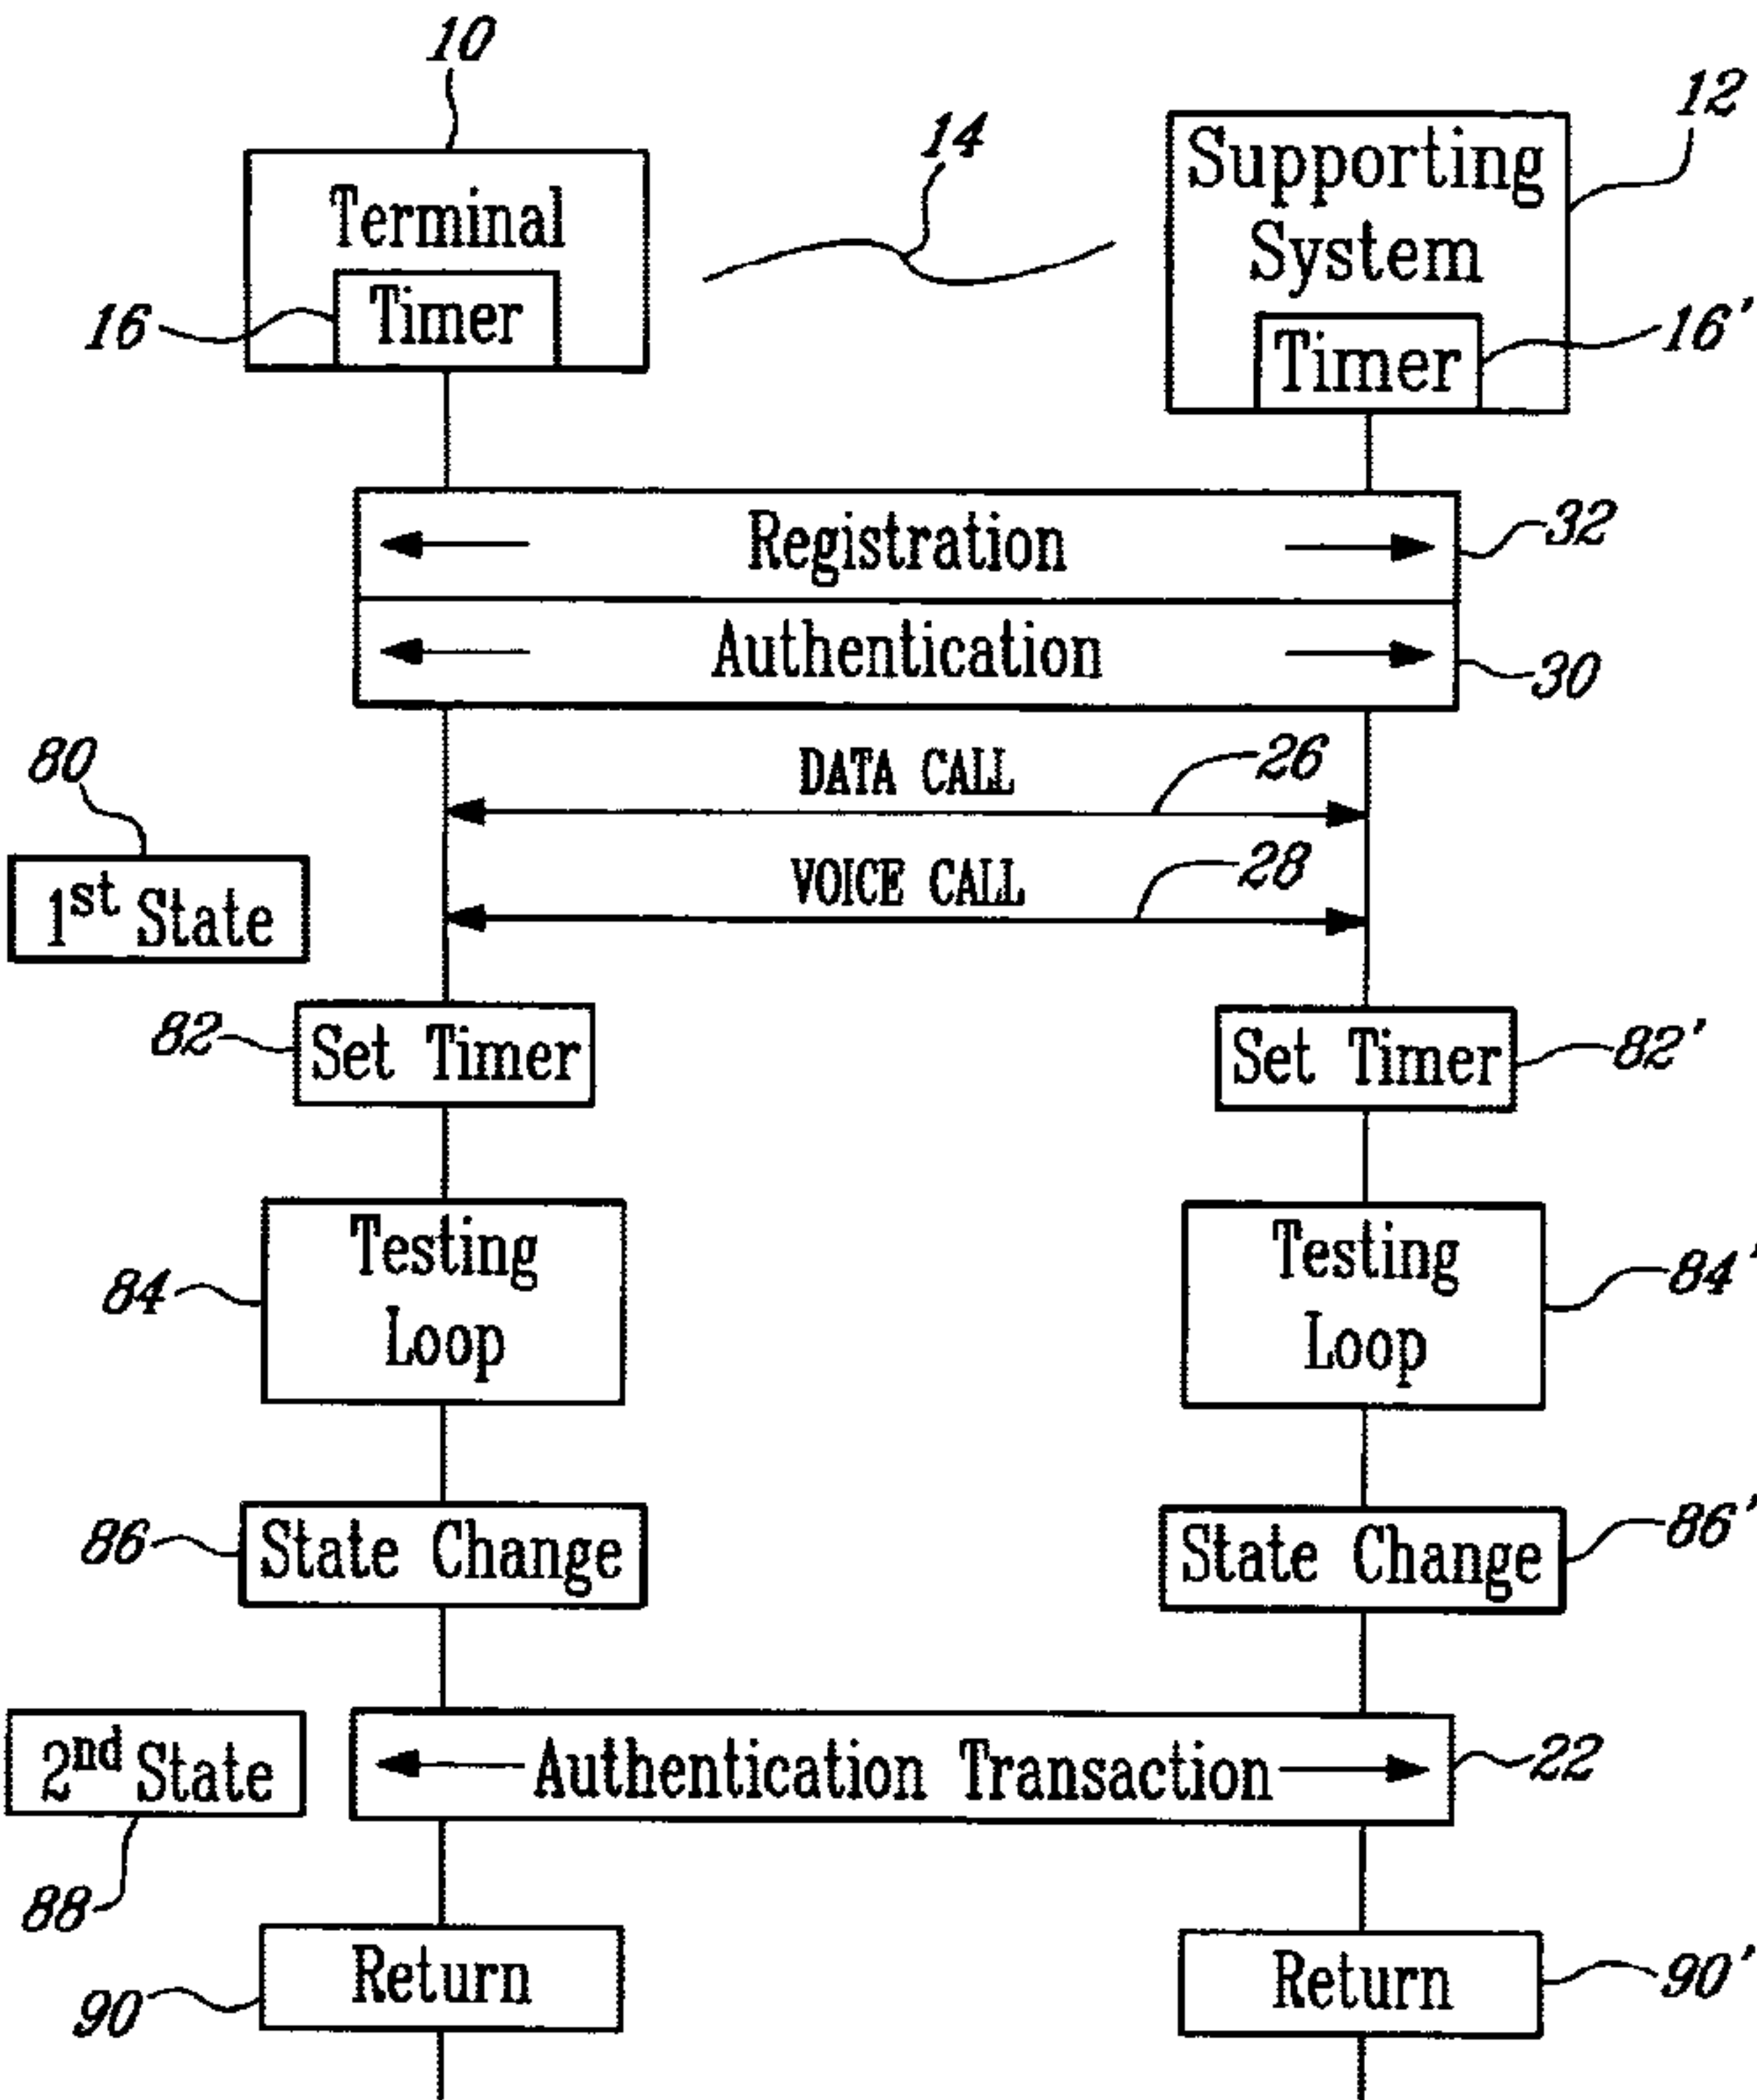 10
12
14
Supporting
System
Terminal
Timer
16
Timer
16'
Registration
32
Authentication
30
80
DATA CALL
26
1st State
VOICE CALL
28
82
Set Timer
Set Timer
82'
84
Testing
Loop
Testing
Loop
84'
86
State Change
State Change
86'
2nd State
Authentication Transaction
22
88
90
Return
Return
90'